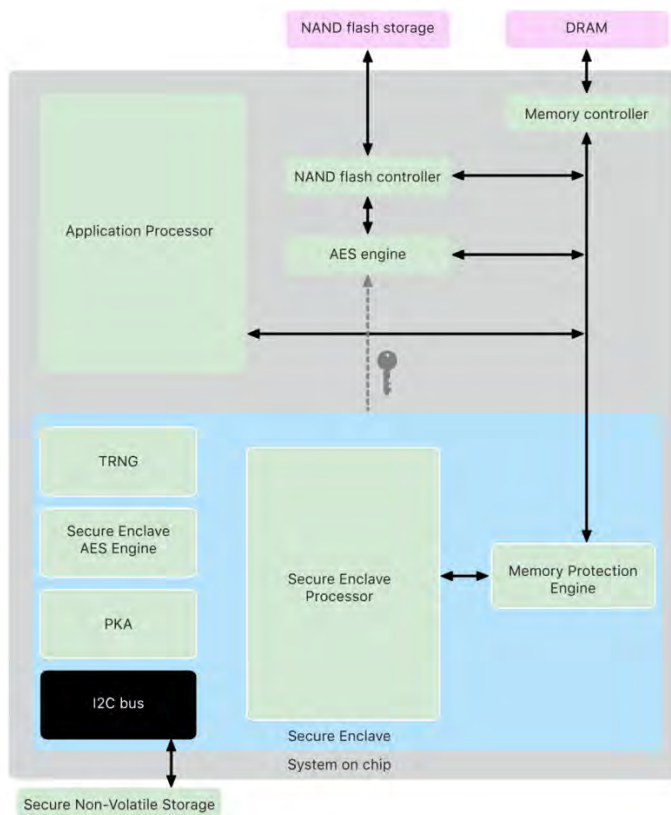 NAND flash storage
DRAM
Memory controller
NAND flash controller
Application Processor
AES engine
TRNG
Secure Enclave
AES Engine
Secure Enclave
Processor
Memory Protection
Engine
PKA
I2C bus
Secure Enclave
System on chip
Secure Non-Volatile Storage